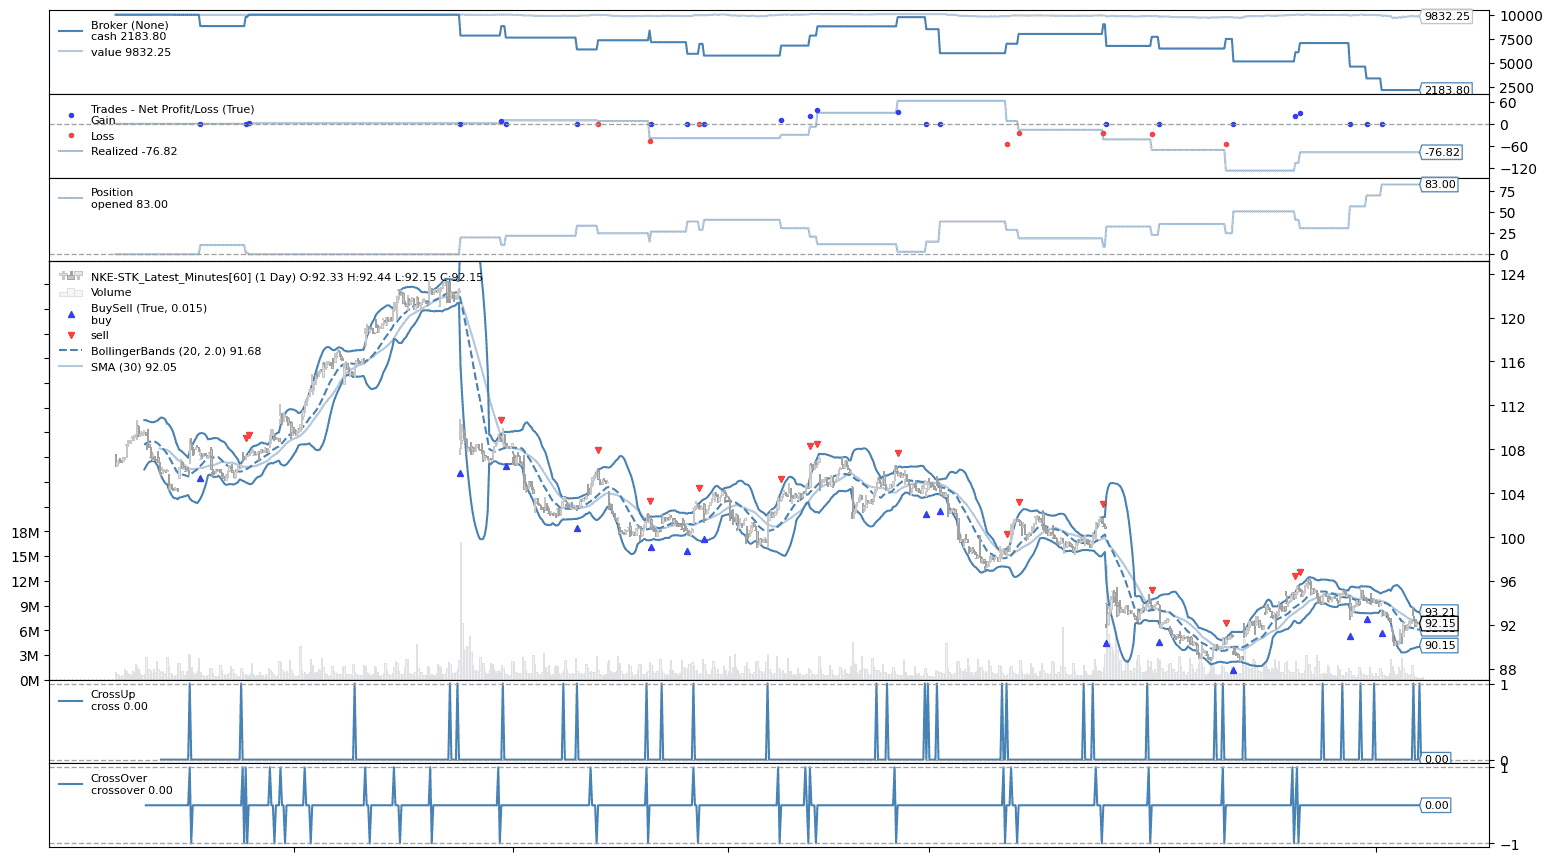 Broker (None)
cash 2183.80
value 9832.25
9832.25
10000
7500
5000
2500
2183.80
Trades - Net Profit/Loss (True)
Gain
Loss
Realized -76.82
60
0
-60
-76.82
−120
Position
opened 83.00
83.00
75
50
25
0
NKE-STK_Latest_Minutes[60] (1 Day) O:92.33 H:92.44 L:92.15 C:92.15
Volume
BuySell (True, 0.015)
buy
sell
BollingerBands (20, 2.0) 91.68
SMA (30) 92.05
124
120
116
112
108
104
100
96
92
88
93.21
92.15
90.15
18M
15M
12M
9M
6M
3M
0M
CrossUp
cross 0.00
1
0
0.00
CrossOver
crossover 0.00
1
0.00
−1